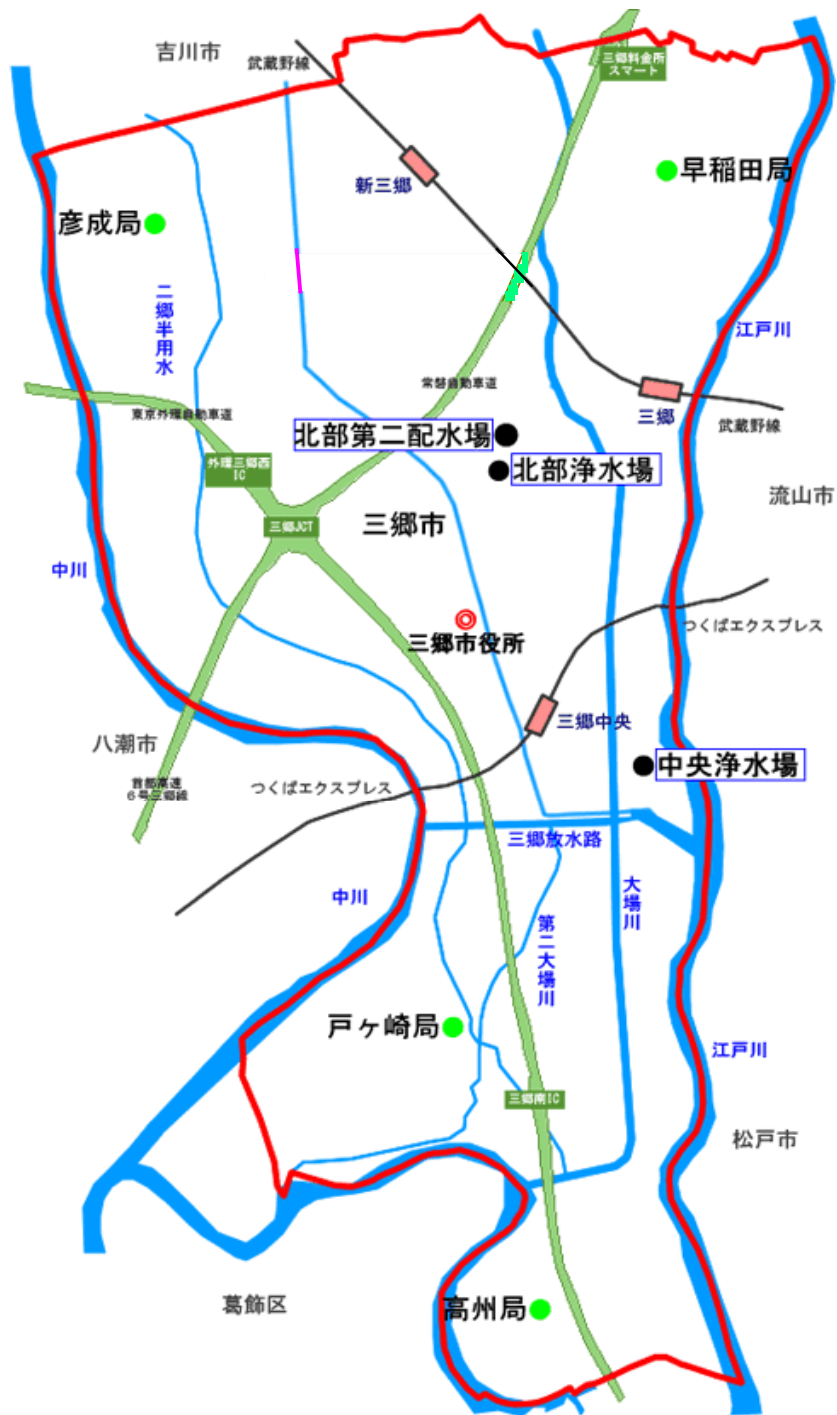 吉川市
武蔵野線
三郷料金所
スマート
新三郷
早稲田局
彦成局
二郷半用水
江戸川
常磐自動車道
東京外環自動車道
三郷
武蔵野線
北部第二配水場
北部浄水場
外環三郷西
IC
流山市
三郷JCT
三郷市
中川
三郷市役所
つくばエクスプレス
三郷中央
八潮市
中央浄水場
首都高速
6号三郷線
つくばエクスプレス
三郷放水路
中川
大場川
第二大場川
戸ヶ崎局
江戸川
三郷南IC
松戸市
葛飾区
高州局